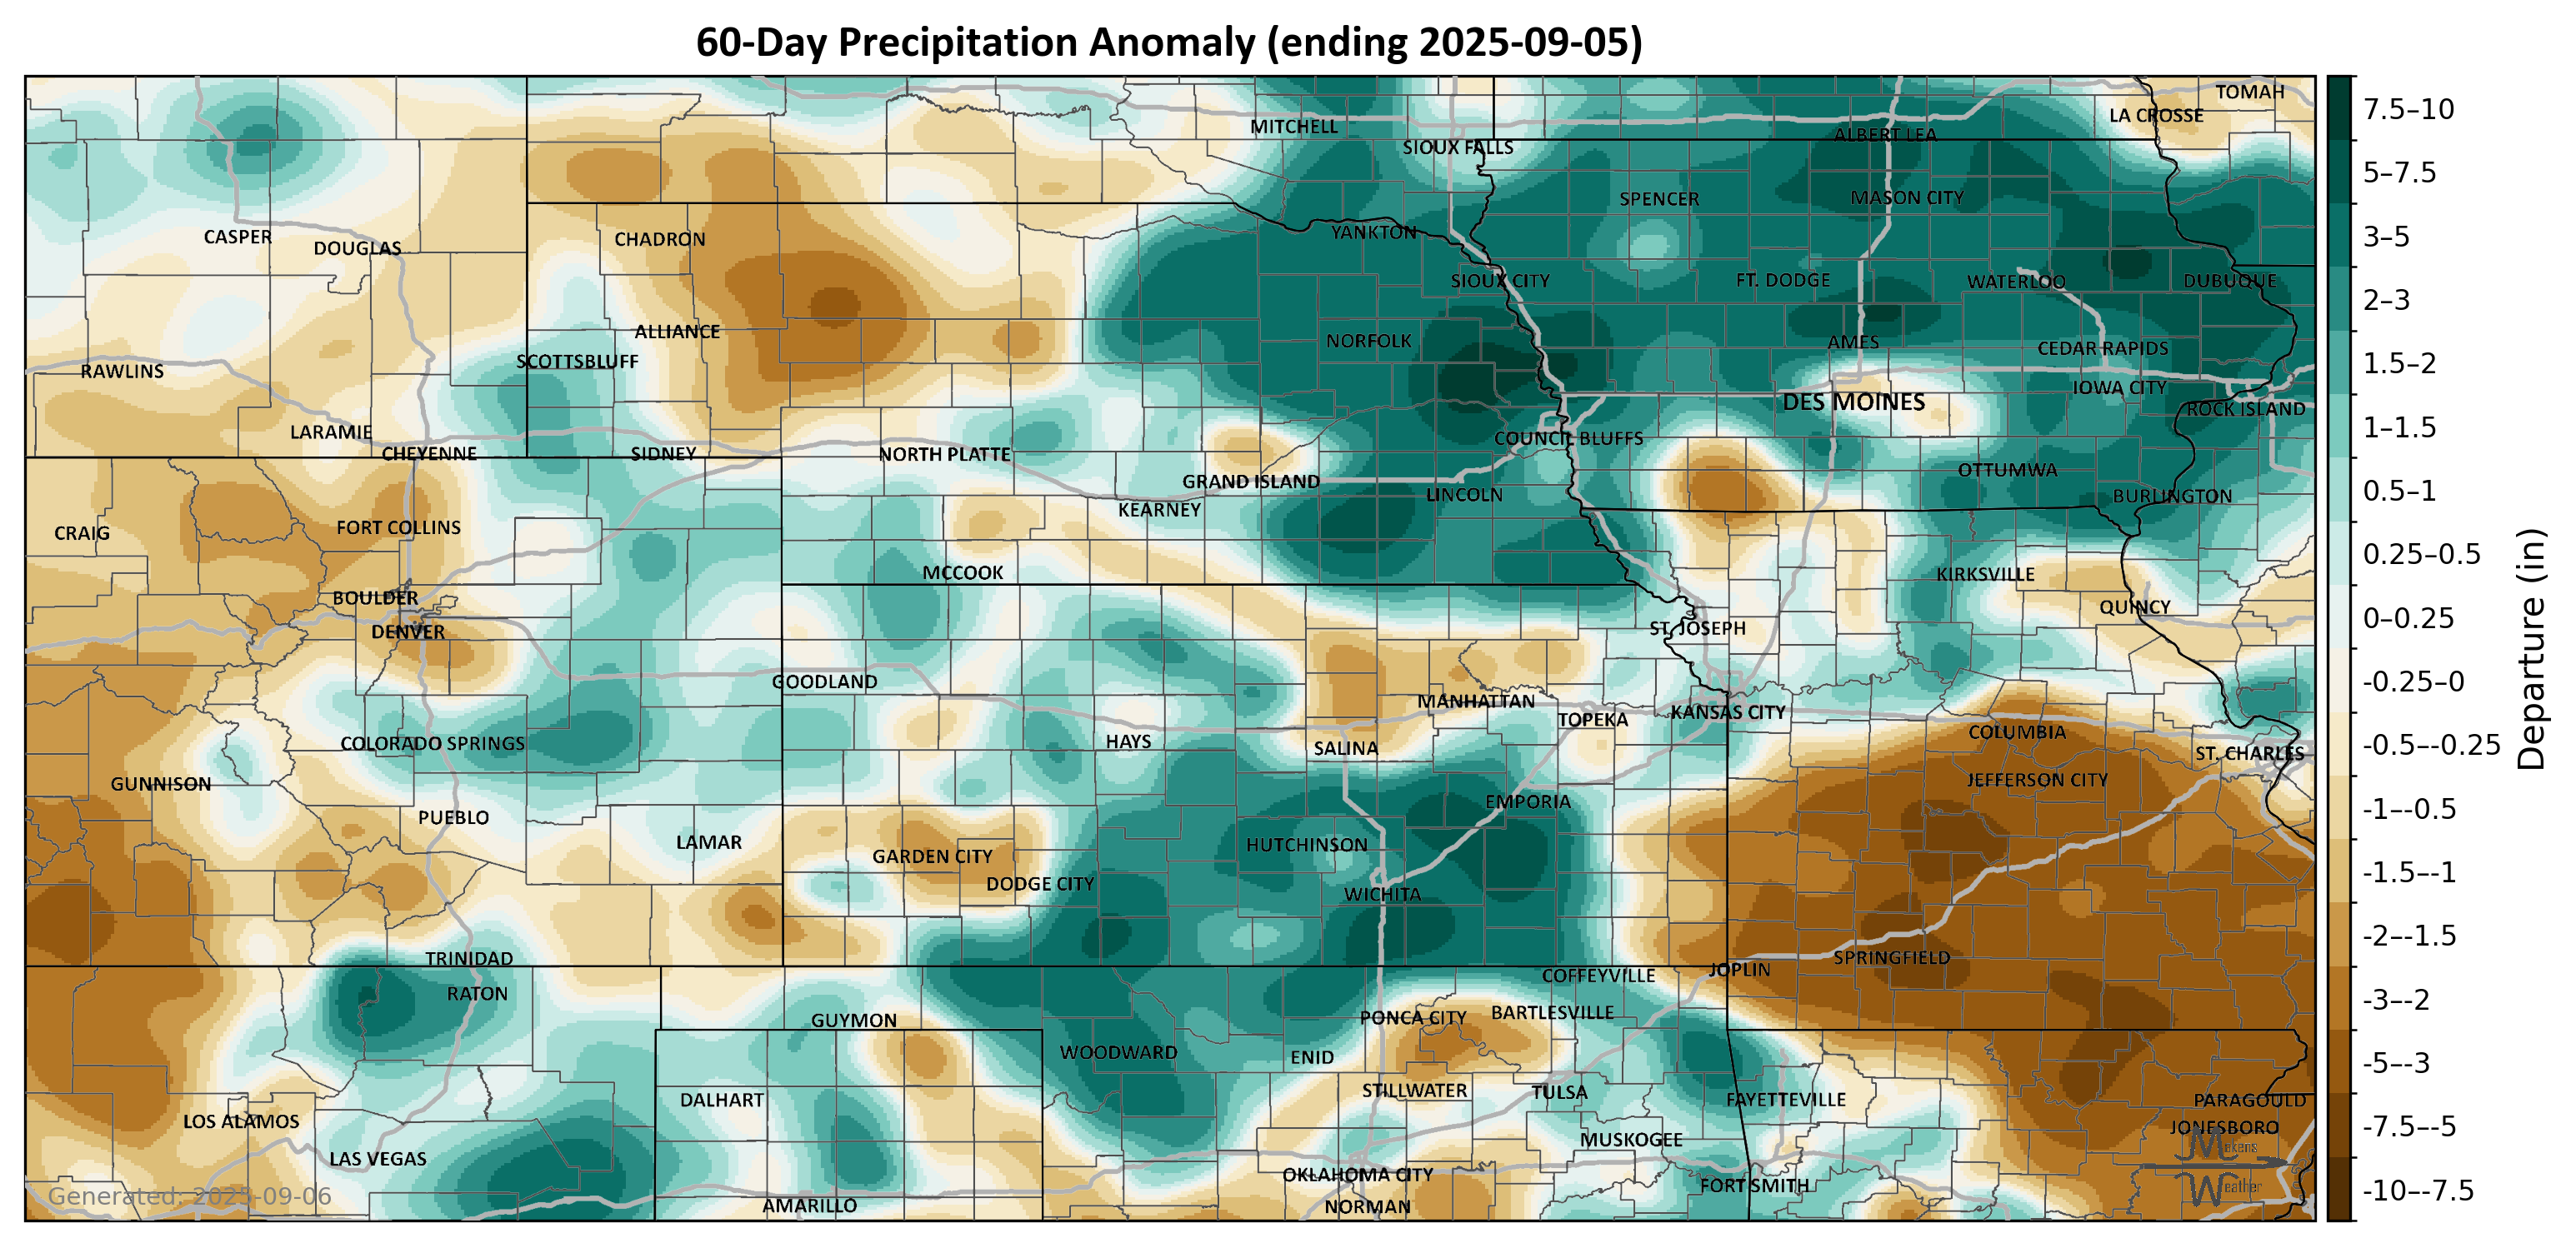 60-Day Precipitation Anomaly (ending 2025-09-05)
TOMAH
LA CROSSE
MITCHELL
ALBERT LEA
SIOUX FALLS
SPENCER
MASON CITY
YANKTON
CASPER
DOUGLAS
CHADRON
SIOUX CITY
FT. DODGE
WATERLOO
DUBUQUE
ALLIANCE
NORFOLK
AMES
CEDAR RAPIDS
SCOTTSBLUFF
RAWLINS
IOWA CITY
DES MOINES
ROCK ISLAND
LARAMIE
COUNCIL BLUFFS
CHEYENNE
SIDNEY
NORTH PLATTE
OTTUMWA
GRAND ISLAND
LINCOLN
BURLINGTON
KEARNEY
CRAIG
FORT COLLINS
MCCOOK
KIRKSVILLE
BOULDER
QUINCY
DENVER
ST. JOSEPH
GOODLAND
MANHATTAN
TOPEKA
KANSAS CITY
COLUMBIA
COLORADO SPRINGS
HAYS
SALINA
ST. CHARLES
GUNNISON
JEFFERSON CITY
PUEBLO
EMPORIA
LAMAR
HUTCHINSON
GARDEN CITY
DODGE CITY
WICHITA
TRINIDAD
SPRINGFIELD
COFFEYVILLE
JOPLIN
RATON
GUYMON
PONCA CITY
BARTLESVILLE
WOODWARD
ENID
STILLWATER
TULSA
DALHART
FAYETTEVILLE
PARAGOULD
LOS ALAMOS
JONESBORO
MUSKOGEE
LAS VEGAS
OKLAHOMA CITY
FORT SMITH
AMARILLO
NORMAN
Generated: 2025-09-06
Mekens
Weather
7.5–10
5–7.5
3–5
2–3
1.5–2
1–1.5
0.5–1
0.25–0.5
0–0.25
-0.25–0
-0.5–-0.25
-1–-0.5
-1.5–-1
-2–-1.5
-3–-2
-5–-3
-7.5–-5
-10–-7.5
Departure (in)